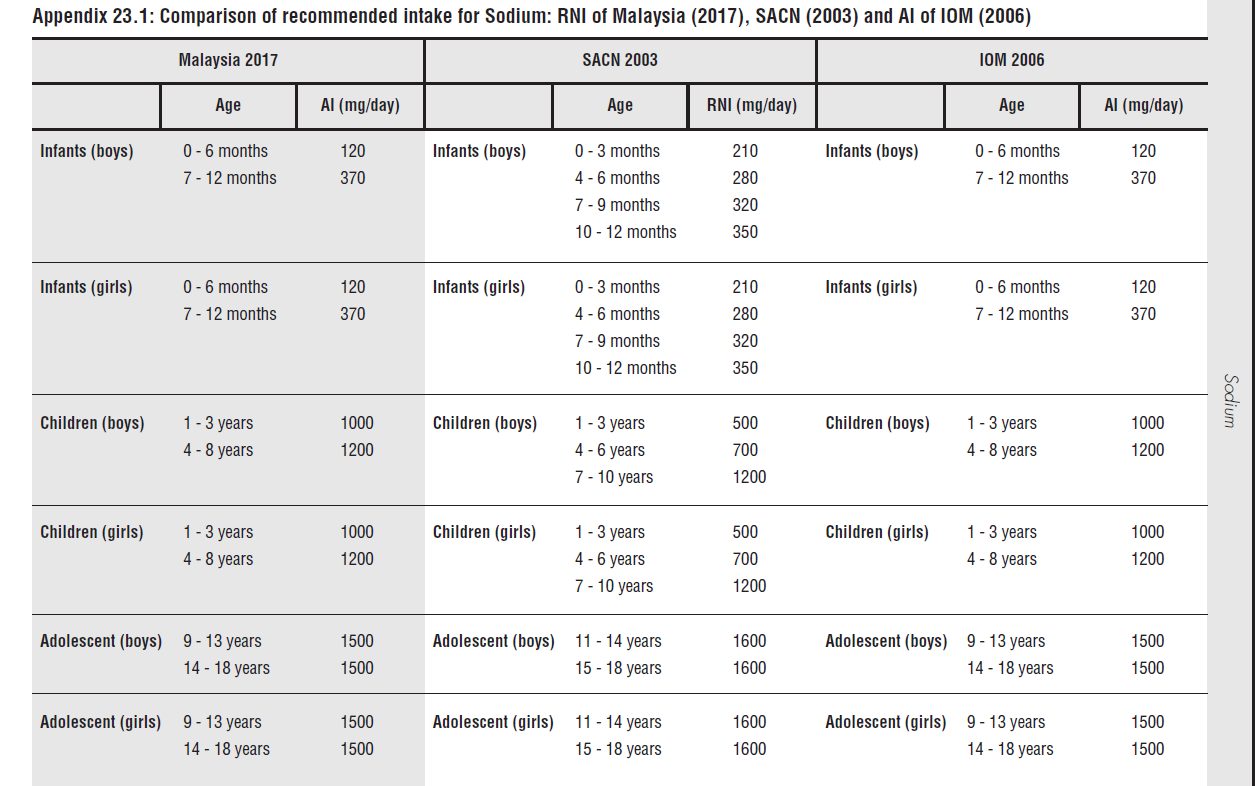 Appendix 23.1: Comparison of recommended intake for Sodium: RNI of Malaysia (2017), SACN (2003) and AI of IOM (2006)
Malaysia 2017 SACN 2003 IOM 2006
Age AI (mg/day) Age RNI (mg/day) Age AI (mg/day)
Infants (boys) 0 - 6 months 120 Infants (boys) 0 - 3 months 210 Infants (boys) 0 - 6 months 120
7 - 12 months 370 4 - 6 months 280 7 - 12 months 370
7 - 9 months 320
10 - 12 months 350
Infants (girls) 0 - 6 months 120 Infants (girls) 0 - 3 months 210 Infants (girls) 0 - 6 months 120
7 - 12 months 370 4 - 6 months 280 7 - 12 months 370
7 - 9 months 320
10 - 12 months 350
Children (boys) 1 - 3 years 1000 Children (boys) 1 - 3 years 500 Children (boys) 1 - 3 years 1000
4 - 8 years 1200 4 - 6 years 700 4 - 8 years 1200
7 - 10 years 1200
Children (girls) 1 - 3 years 1000 Children (girls) 1 - 3 years 500 Children (girls) 1 - 3 years 1000
4 - 8 years 1200 4 - 6 years 700 4 - 8 years 1200
7 - 10 years 1200
Adolescent (boys) 9 - 13 years 1500 Adolescent (boys) 11 - 14 years 1600 Adolescent (boys) 9 - 13 years 1500
14 - 18 years 1500 15 - 18 years 1600 14 - 18 years 1500
Adolescent (girls) 9 - 13 years 1500 Adolescent (girls) 11 - 14 years 1600 Adolescent (girls) 9 - 13 years 1500
14 - 18 years 1500 15 - 18 years 1600 14 - 18 years 1500
Sodium